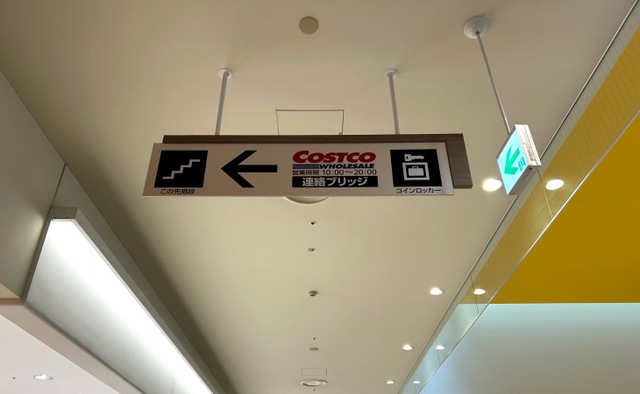 この先階段
COSTCO
WHOLESALE
営業時間 10:00～20:00
連絡ブリッジ
コインロッカー